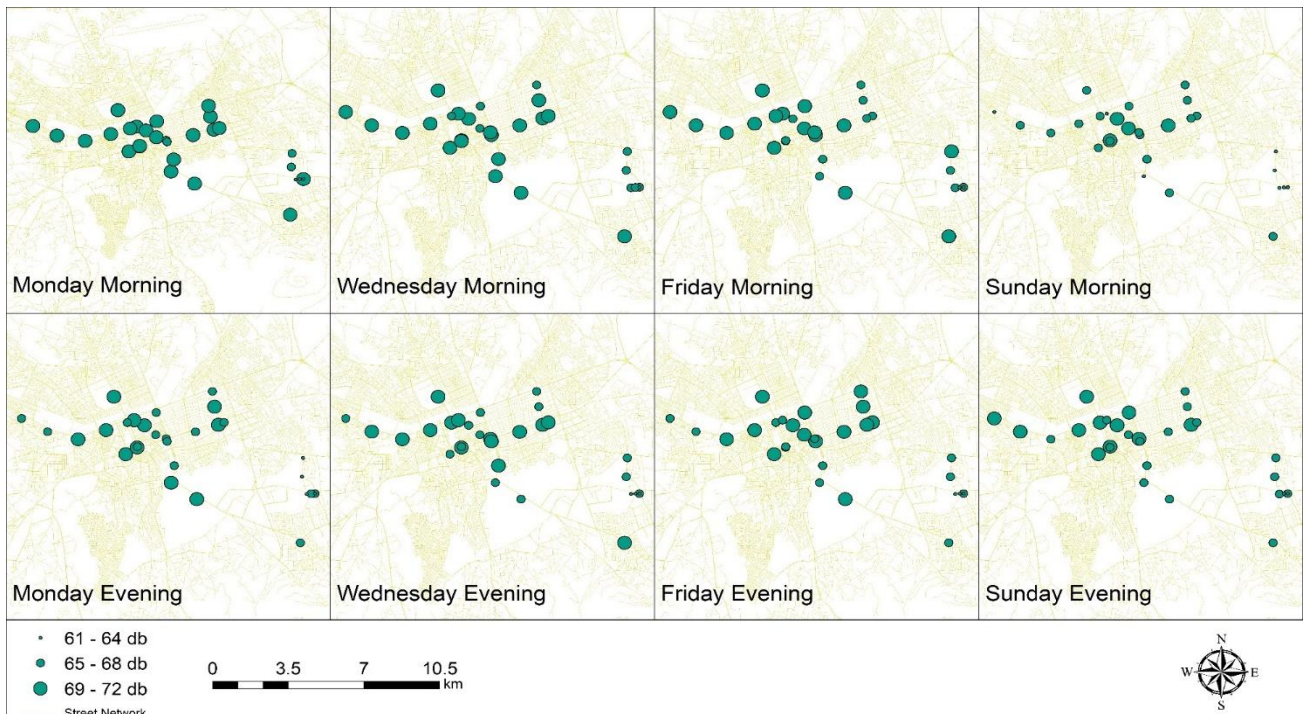 Monday Morning
Wednesday Morning
Friday Morning
Sunday Morning
Monday Evening
Wednesday Evening
Friday Evening
Sunday Evening
61 - 64 db
65 - 68 db
69 - 72 db
Street Network
0 3.5 7 10.5
km
N
W E
S